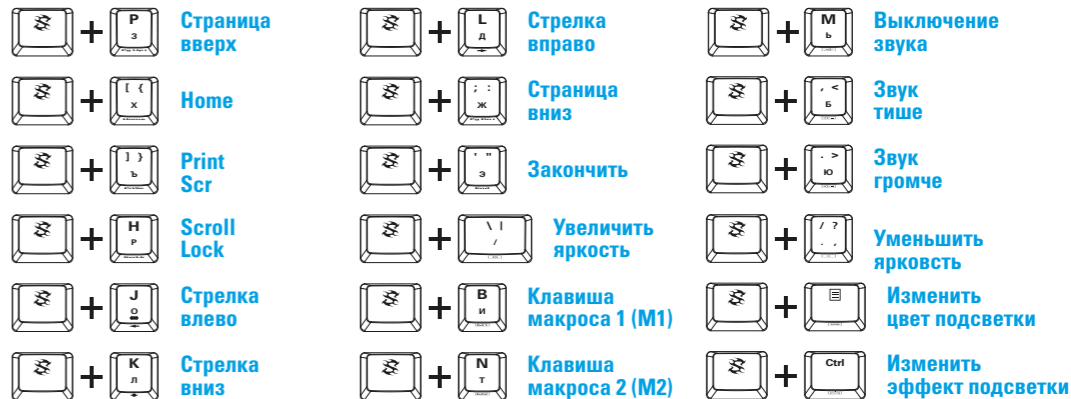 P
З
Страница
вверх
L
Д
Стрелка
вправо
M
Ь
Выключение
звука
[ {
Х
Home
; :
Ж
Страница
вниз
, <
Б
Звук
тише
] }
Ъ
Print
Scr
' "
Э
Закончить
. >
Ю
Звук
громче
H
Р
Scroll
Lock
\ |
/
Увеличить
яркость
/ ?
. ,
Уменьшить
ярковсть
J
О
Стрелка
влево
B
И
Клавиша
макроса 1 (M1)
Изменить
цвет подсветки
K
Л
Стрелка
вниз
N
Т
Клавиша
макроса 2 (M2)
Ctrl
Изменить
эффект подсветки